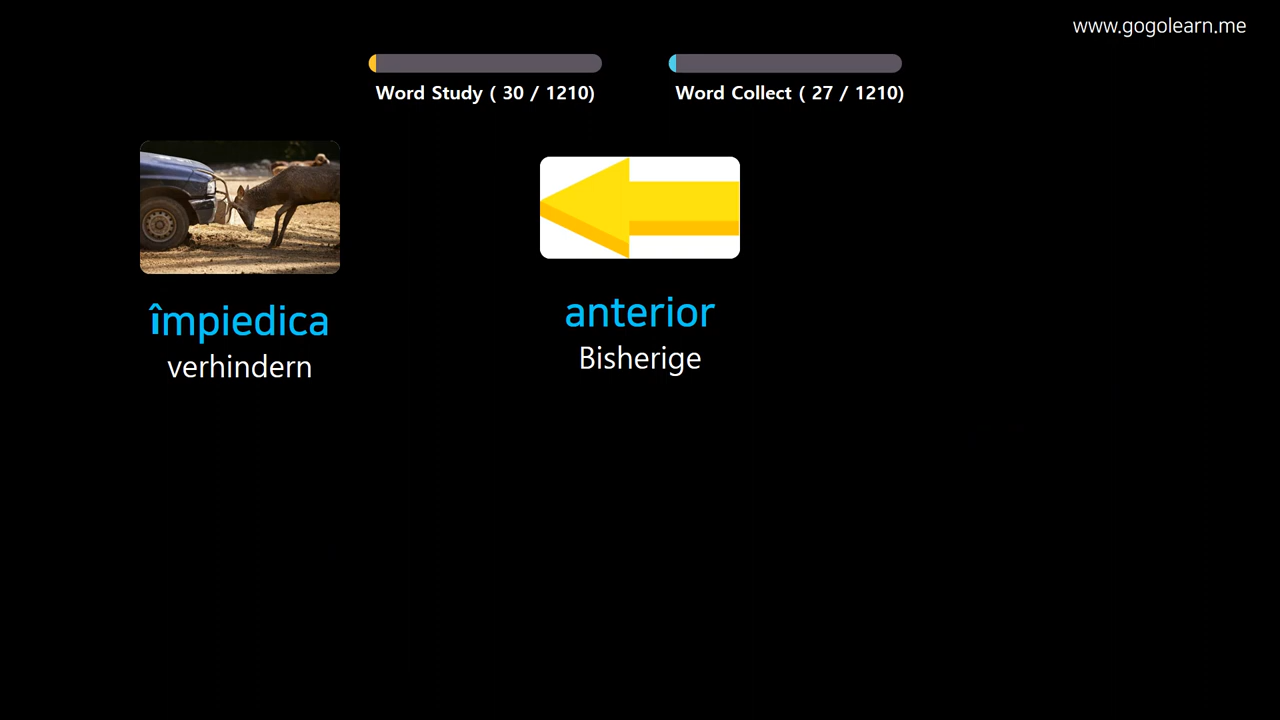 www.gogolearn.me
Word Study ( 30 / 1210)
Word Collect ( 27 / 1210)
împiedica
verhindern
anterior
Bisherige